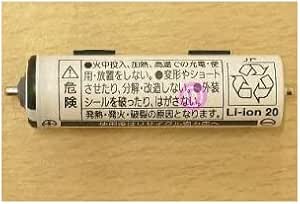 ⚠危険
●火中投入、加熱、高温での充電・使
用・放置をしない。●変形やショート
させたり、分解・改造しない。●外装
シールを破ったり、はがさない。
発熱・発火・破裂の原因となります。
Li-ion 20